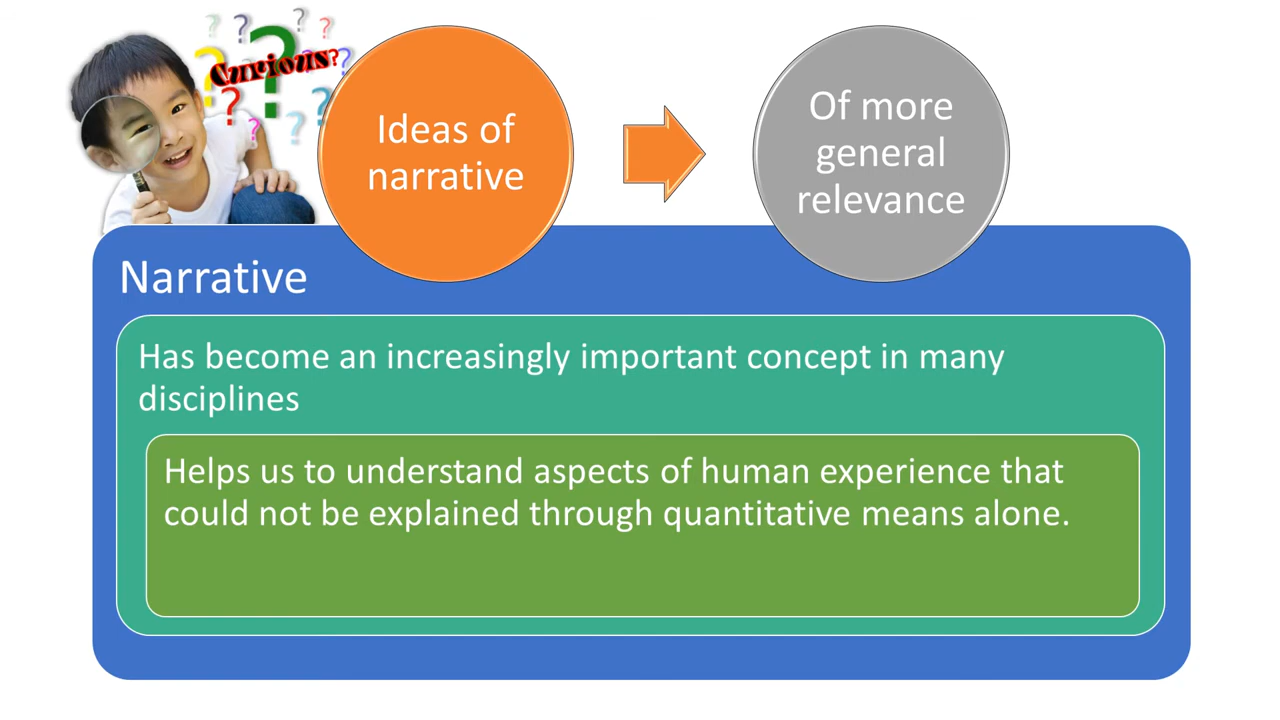 Curious?
Ideas of
narrative
Of more
general
relevance
Narrative
Has become an increasingly important concept in many
disciplines
Helps us to understand aspects of human experience that
could not be explained through quantitative means alone.